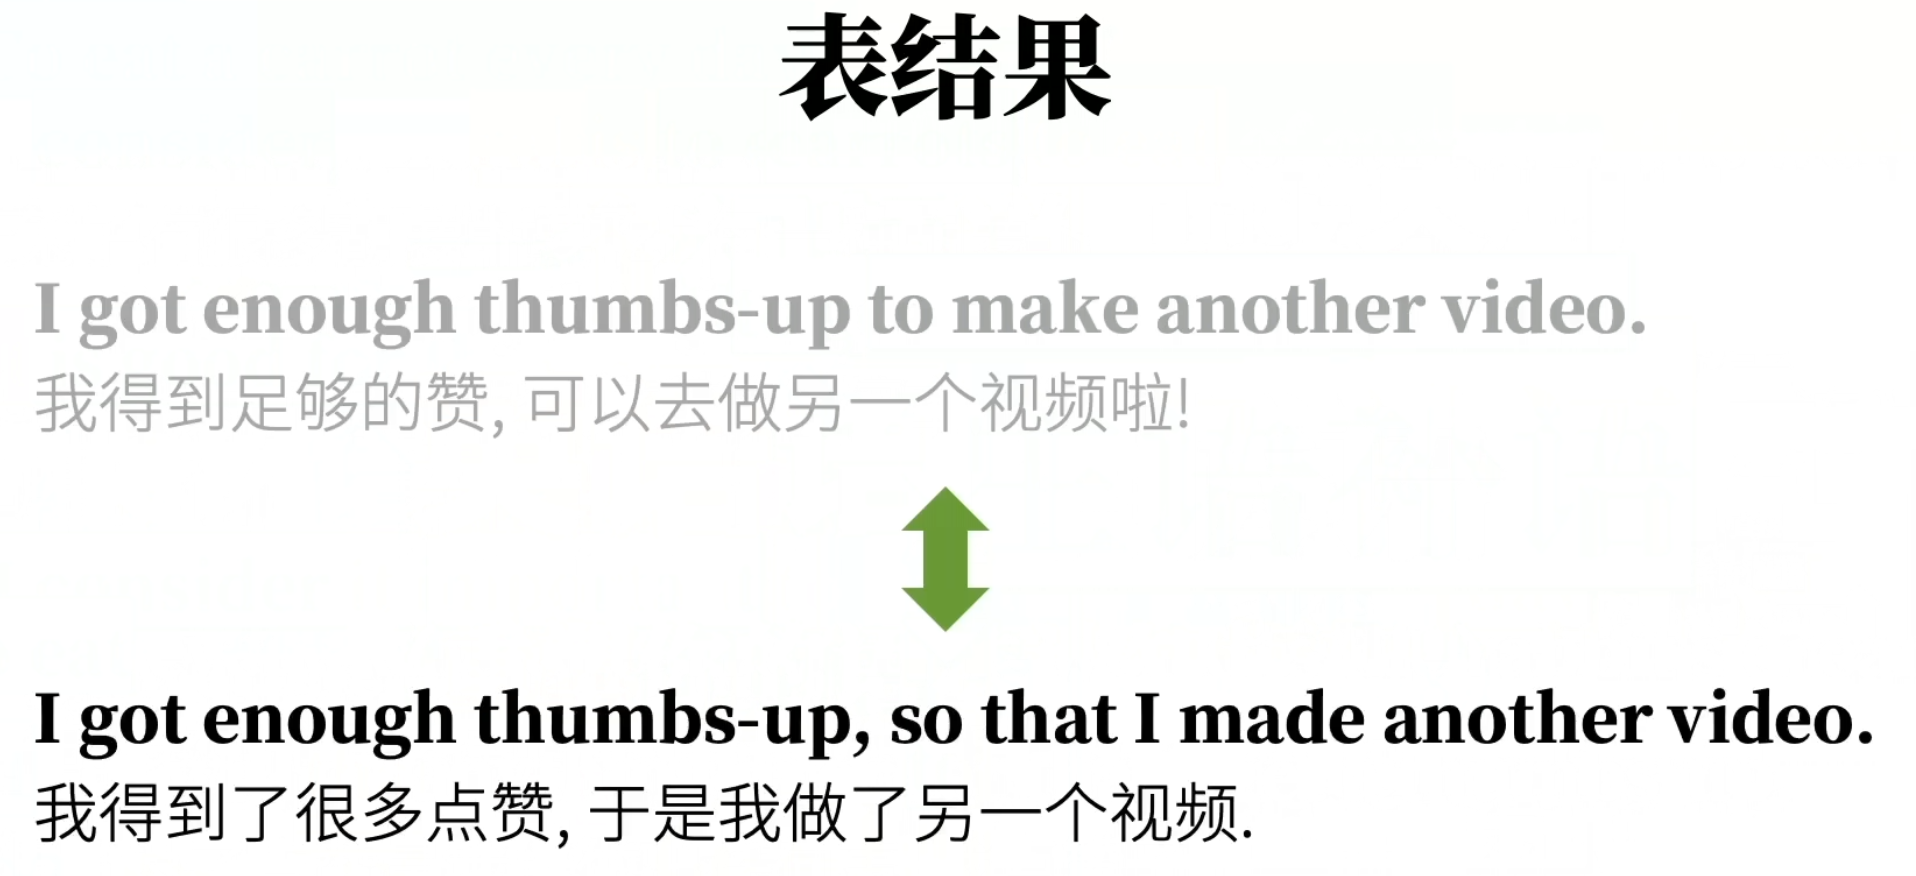 表结果
I got enough thumbs-up to make another video.
我得到足够的赞, 可以去做另一个视频啦!
I got enough thumbs-up, so that I made another video.
我得到了很多点赞, 于是我做了另一个视频.